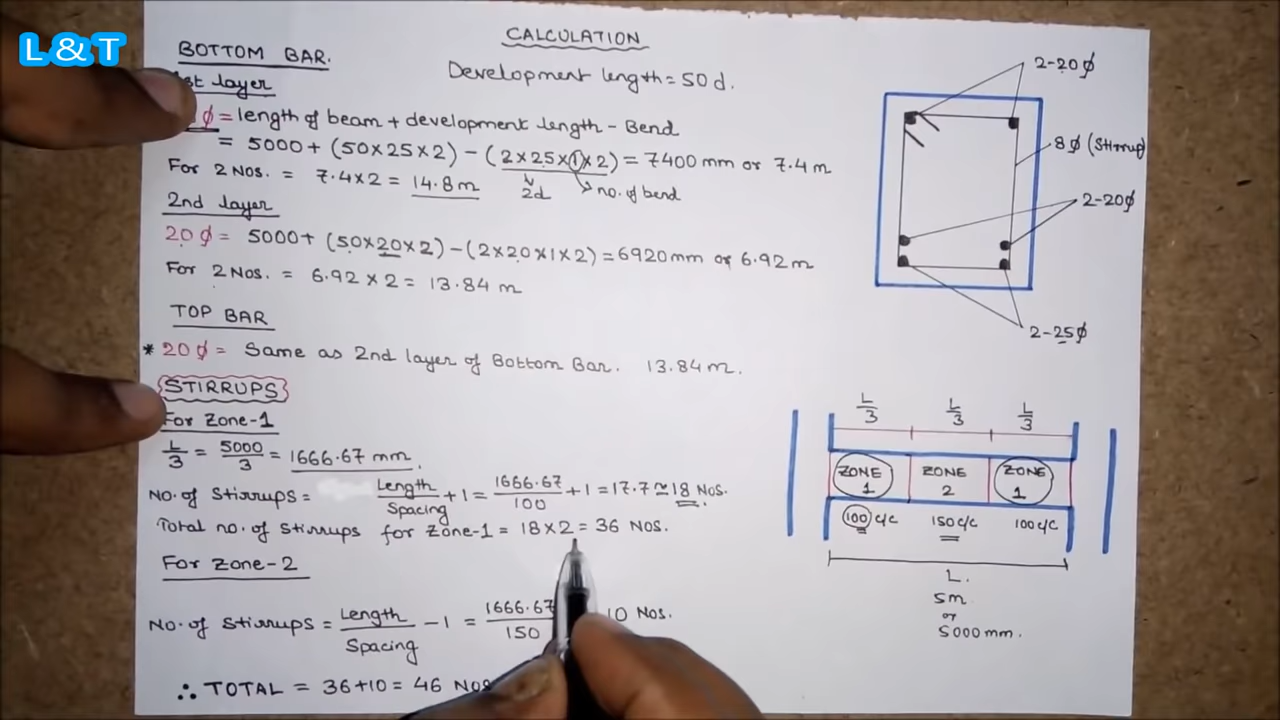 L&T
CALCULATION
BOTTOM BAR.
Development length = 50d.
1st layer
ϕ = length of beam + development length - Bend
= 5000 + (50×25×2) - (2×25×1×2) = 7400 mm or 7.4 m
2d
no. of bend
For 2 Nos. = 7.4×2 = 14.8 m
2nd layer
20ϕ = 5000 + (50×20×2) - (2×20×1×2) = 6920 mm or 6.92 m
For 2 Nos. = 6.92 × 2 = 13.84 m
TOP BAR
* 20ϕ = Same as 2nd layer of Bottom Bar. 13.84 m.
STIRRUPS
For Zone-1
L/3 = 5000/3 = 1666.67 mm.
No. of Stirrups = Length/Spacing + 1 = 1666.67/100 + 1 = 17.7 ≃ 18 Nos.
Total no. of Stirrups for Zone-1 = 18×2 = 36 Nos.
For Zone-2
No. of Stirrups = Length/Spacing - 1 = 1666.67/150 10 Nos.
∴ TOTAL = 36+10 = 46 Nos
2-20ϕ
8ϕ (Stirrup)
2-20ϕ
2-25ϕ
L/3 L/3 L/3
ZONE 1 ZONE 2 ZONE 1
100 c/c 150 c/c 100 c/c
L.
5m
or
5000 mm.